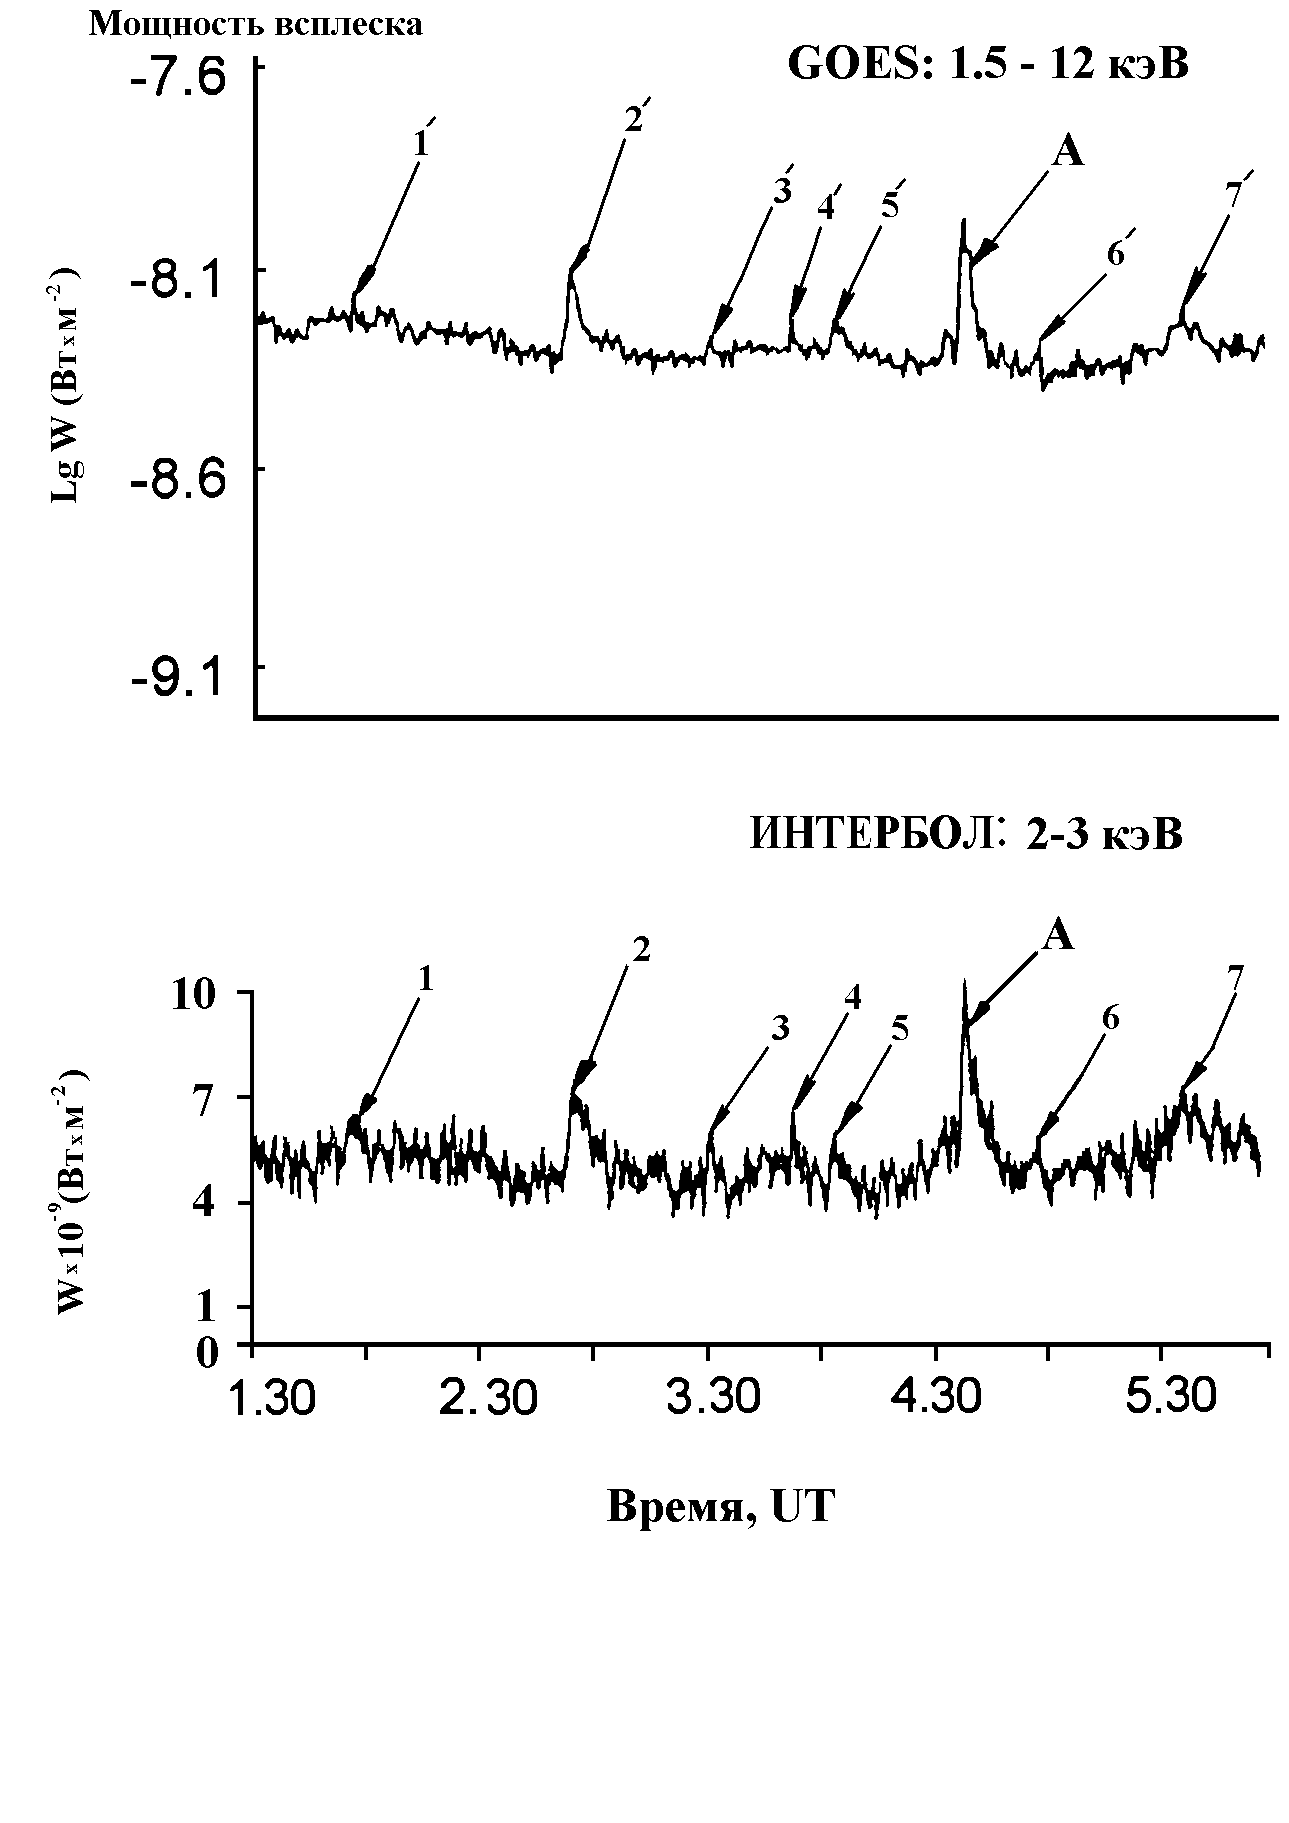 Мощность всплеска
GOES: 1.5 - 12 кэВ
-7.6
-8.1
-8.6
-9.1
Lg W (Вт х м -2)
1′
2′
3′
4′
5′
А
6′
7′
ИНТЕРБОЛ: 2-3 кэВ
10
7
4
1
0
W х 10-9 (Вт х м -2)
1
2
3
4
5
А
6
7
1.30 2.30 3.30 4.30 5.30
Время, UT